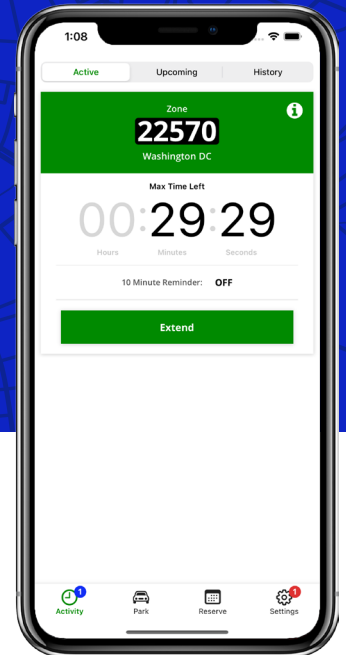 1:08
Active Upcoming History
Zone
22570
Washington DC
Max Time Left
00:29:29
Hours Minutes Seconds
10 Minute Reminder: OFF
Extend
1 1
Activity Park Reserve Settings